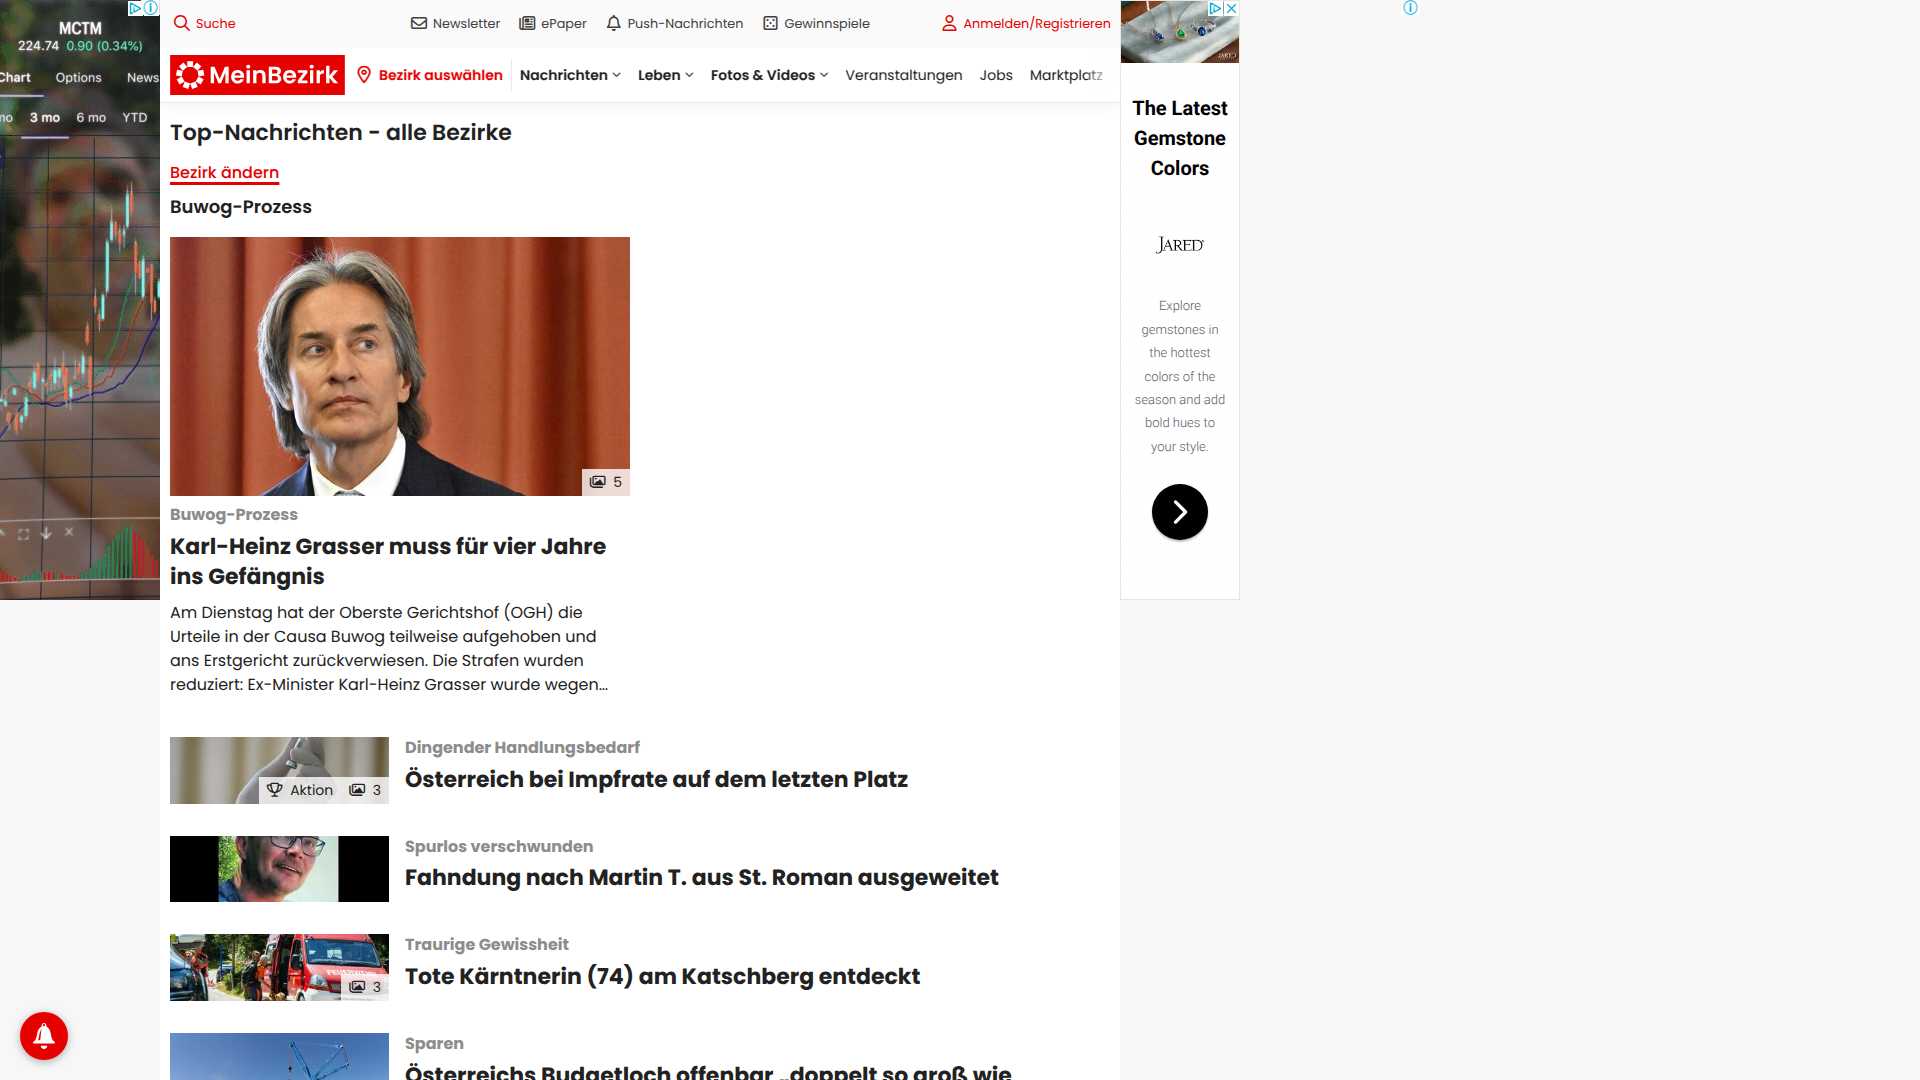 MCTM
224.74 0.90 (0.34%)
Chart Options News
mo 3 mo 6 mo YTD
Suche
Newsletter
ePaper
Push-Nachrichten
Gewinnspiele
Anmelden/Registrieren
MeinBezirk
Bezirk auswählen
Nachrichten
Leben
Fotos & Videos
Veranstaltungen
Jobs
Marktplatz
Top-Nachrichten - alle Bezirke
Bezirk ändern
Buwog-Prozess
5
Buwog-Prozess
Karl-Heinz Grasser muss für vier Jahre
ins Gefängnis
Am Dienstag hat der Oberste Gerichtshof (OGH) die
Urteile in der Causa Buwog teilweise aufgehoben und
ans Erstgericht zurückverwiesen. Die Strafen wurden
reduziert: Ex-Minister Karl-Heinz Grasser wurde wegen...
Aktion 3
Dingender Handlungsbedarf
Österreich bei Impfrate auf dem letzten Platz
Spurlos verschwunden
Fahndung nach Martin T. aus St. Roman ausgeweitet
3
Traurige Gewissheit
Tote Kärntnerin (74) am Katschberg entdeckt
Sparen
Österreichs Budgetloch offenbar „doppelt so groß wie
JARED
The Latest
Gemstone
Colors
JARED
Explore
gemstones in
the hottest
colors of the
season and add
bold hues to
your style.